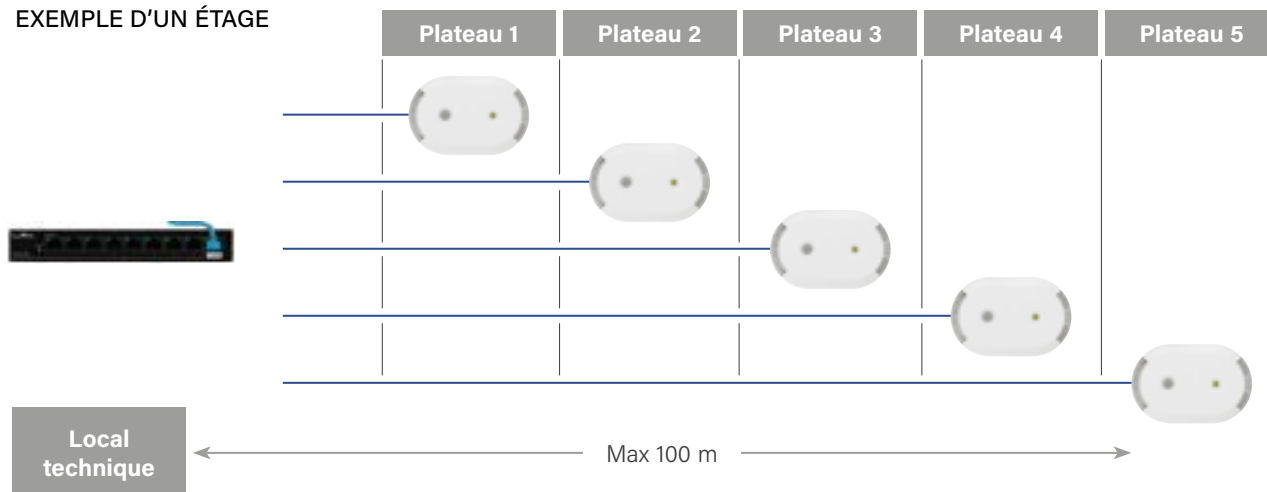 EXEMPLE D'UN ÉTAGE
Plateau 1
Plateau 2
Plateau 3
Plateau 4
Plateau 5
Local
technique
Max 100 m